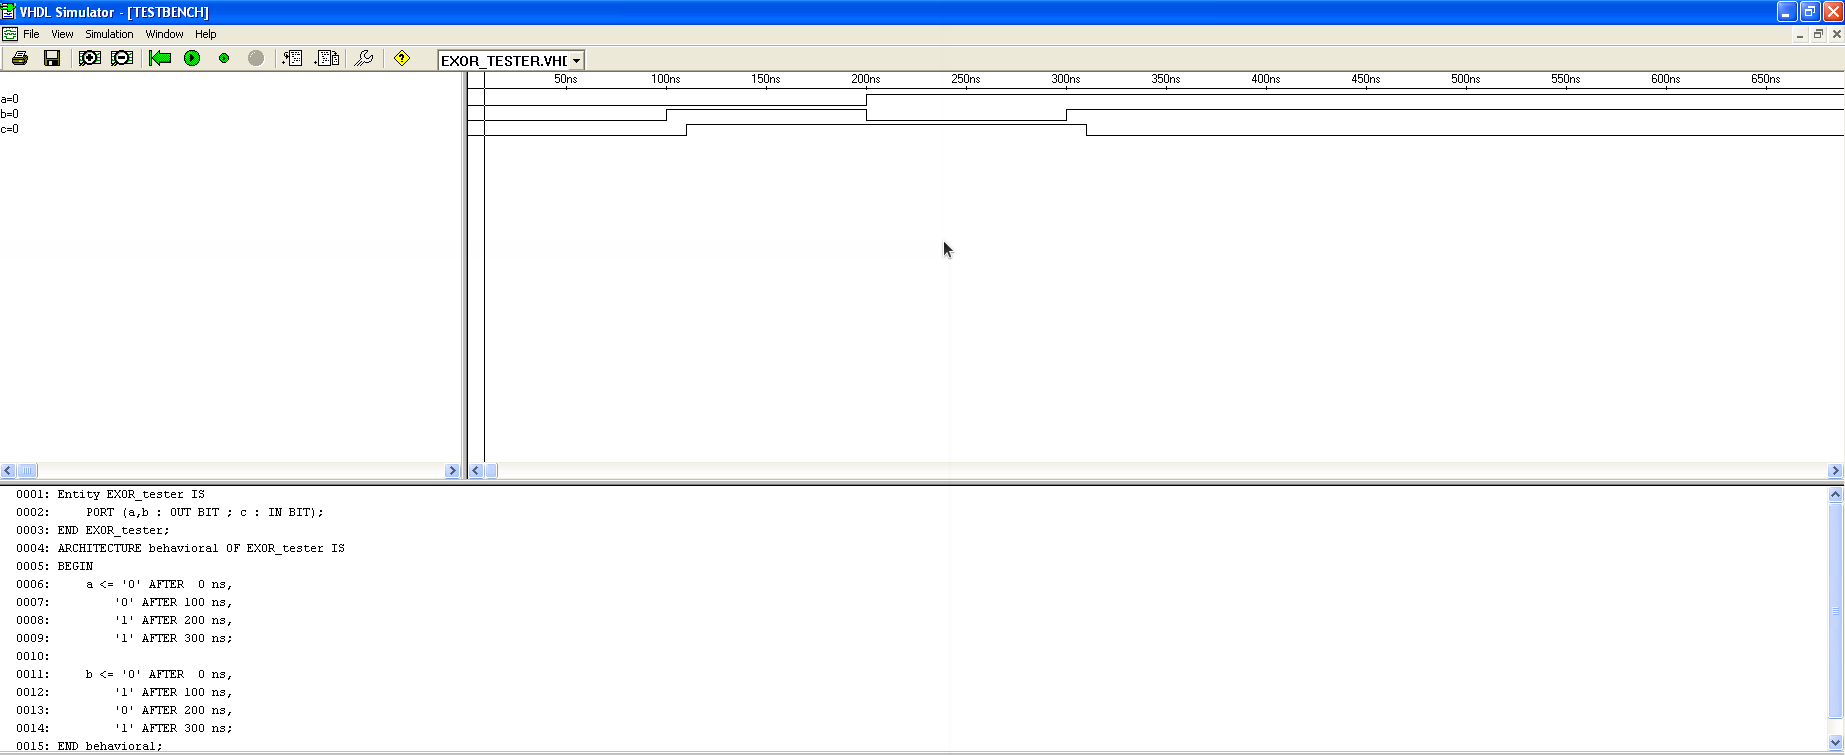 VHDL Simulator - [TESTBENCH]
File View Simulation Window Help
EXOR_TESTER.VHD
50ns 100ns 150ns 200ns 250ns 300ns 350ns 400ns 450ns 500ns 550ns 600ns 650ns
a=0
b=0
c=0
0001: Entity EXOR_tester IS
0002:     PORT (a,b : OUT BIT ; c : IN BIT);
0003: END EXOR_tester;
0004: ARCHITECTURE behavioral OF EXOR_tester IS
0005: BEGIN
0006:     a <= '0' AFTER  0 ns,
0007:         '0' AFTER 100 ns,
0008:         '1' AFTER 200 ns,
0009:         '1' AFTER 300 ns;
0010:
0011:     b <= '0' AFTER  0 ns,
0012:         '1' AFTER 100 ns,
0013:         '0' AFTER 200 ns,
0014:         '1' AFTER 300 ns;
0015: END behavioral;